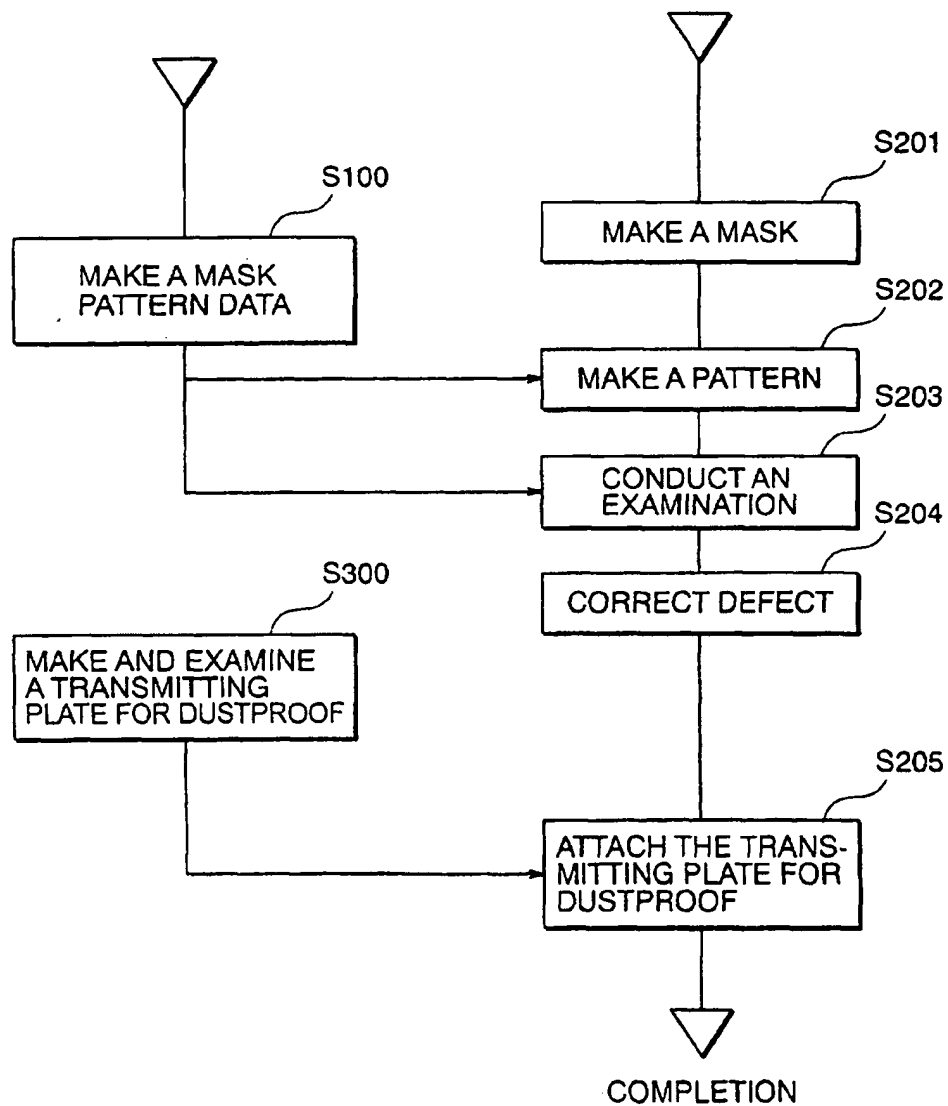 S100
MAKE A MASK
PATTERN DATA
S201
MAKE A MASK
S202
MAKE A PATTERN
S203
CONDUCT AN
EXAMINATION
S204
CORRECT DEFECT
S300
MAKE AND EXAMINE
A TRANSMITTING
PLATE FOR DUSTPROOF
S205
ATTACH THE TRANS-
MITTING PLATE FOR
DUSTPROOF
COMPLETION